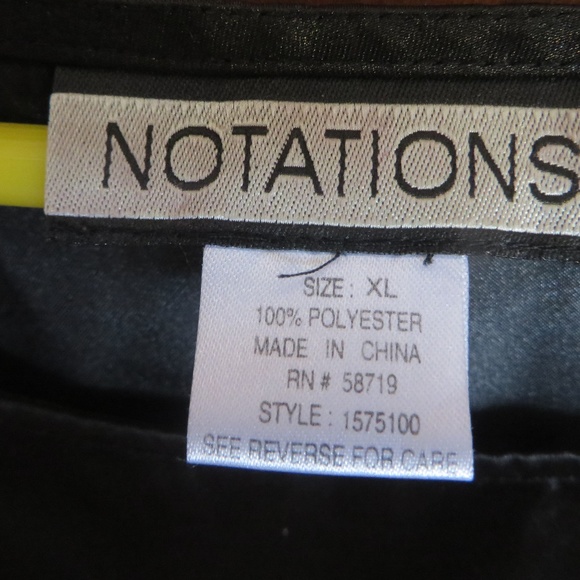 NOTATIONS
SIZE: XL
100% POLYESTER
MADE IN CHINA
RN# 58719
STYLE: 1575100
SEE REVERSE FOR CARE